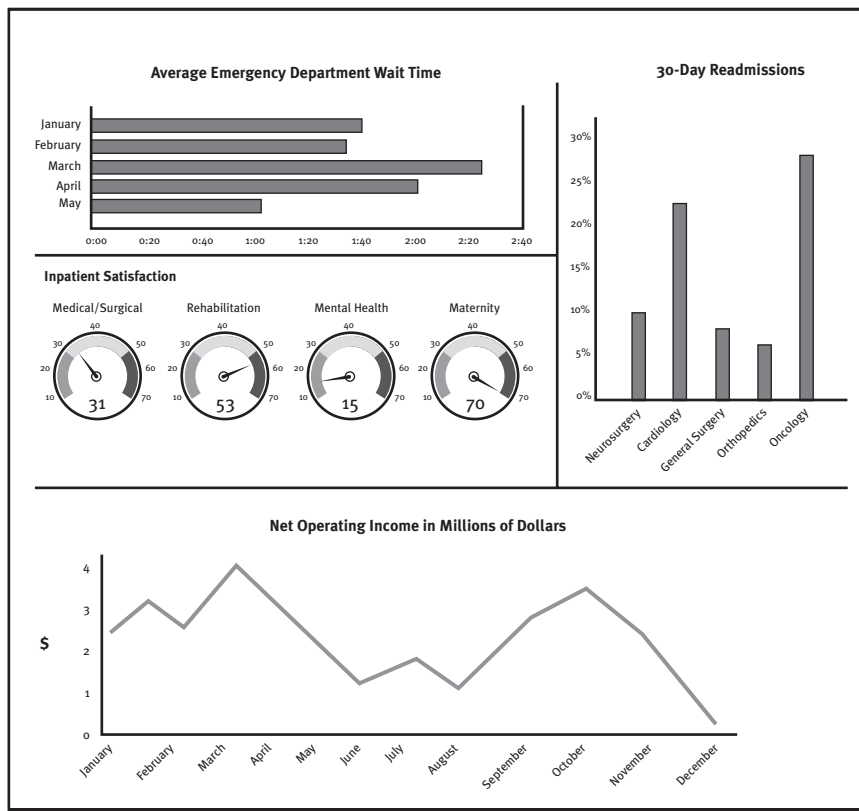 Average Emergency Department Wait Time
January
February
March
April
May
0:00 0:20 0:40 1:00 1:20 1:40 2:00 2:20 2:40
Inpatient Satisfaction
Medical/Surgical
10 20 30 40 50 60 70
31
Rehabilitation
10 20 30 40 50 60 70
53
Mental Health
10 20 30 40 50 60 70
15
Maternity
10 20 30 40 50 60 70
70
30-Day Readmissions
30%
25%
20%
15%
10%
5%
0%
Neurosurgery
Cardiology
General Surgery
Orthopedics
Oncology
Net Operating Income in Millions of Dollars
$
4
3
2
1
0
January
February
March
April
May
June
July
August
September
October
November
December